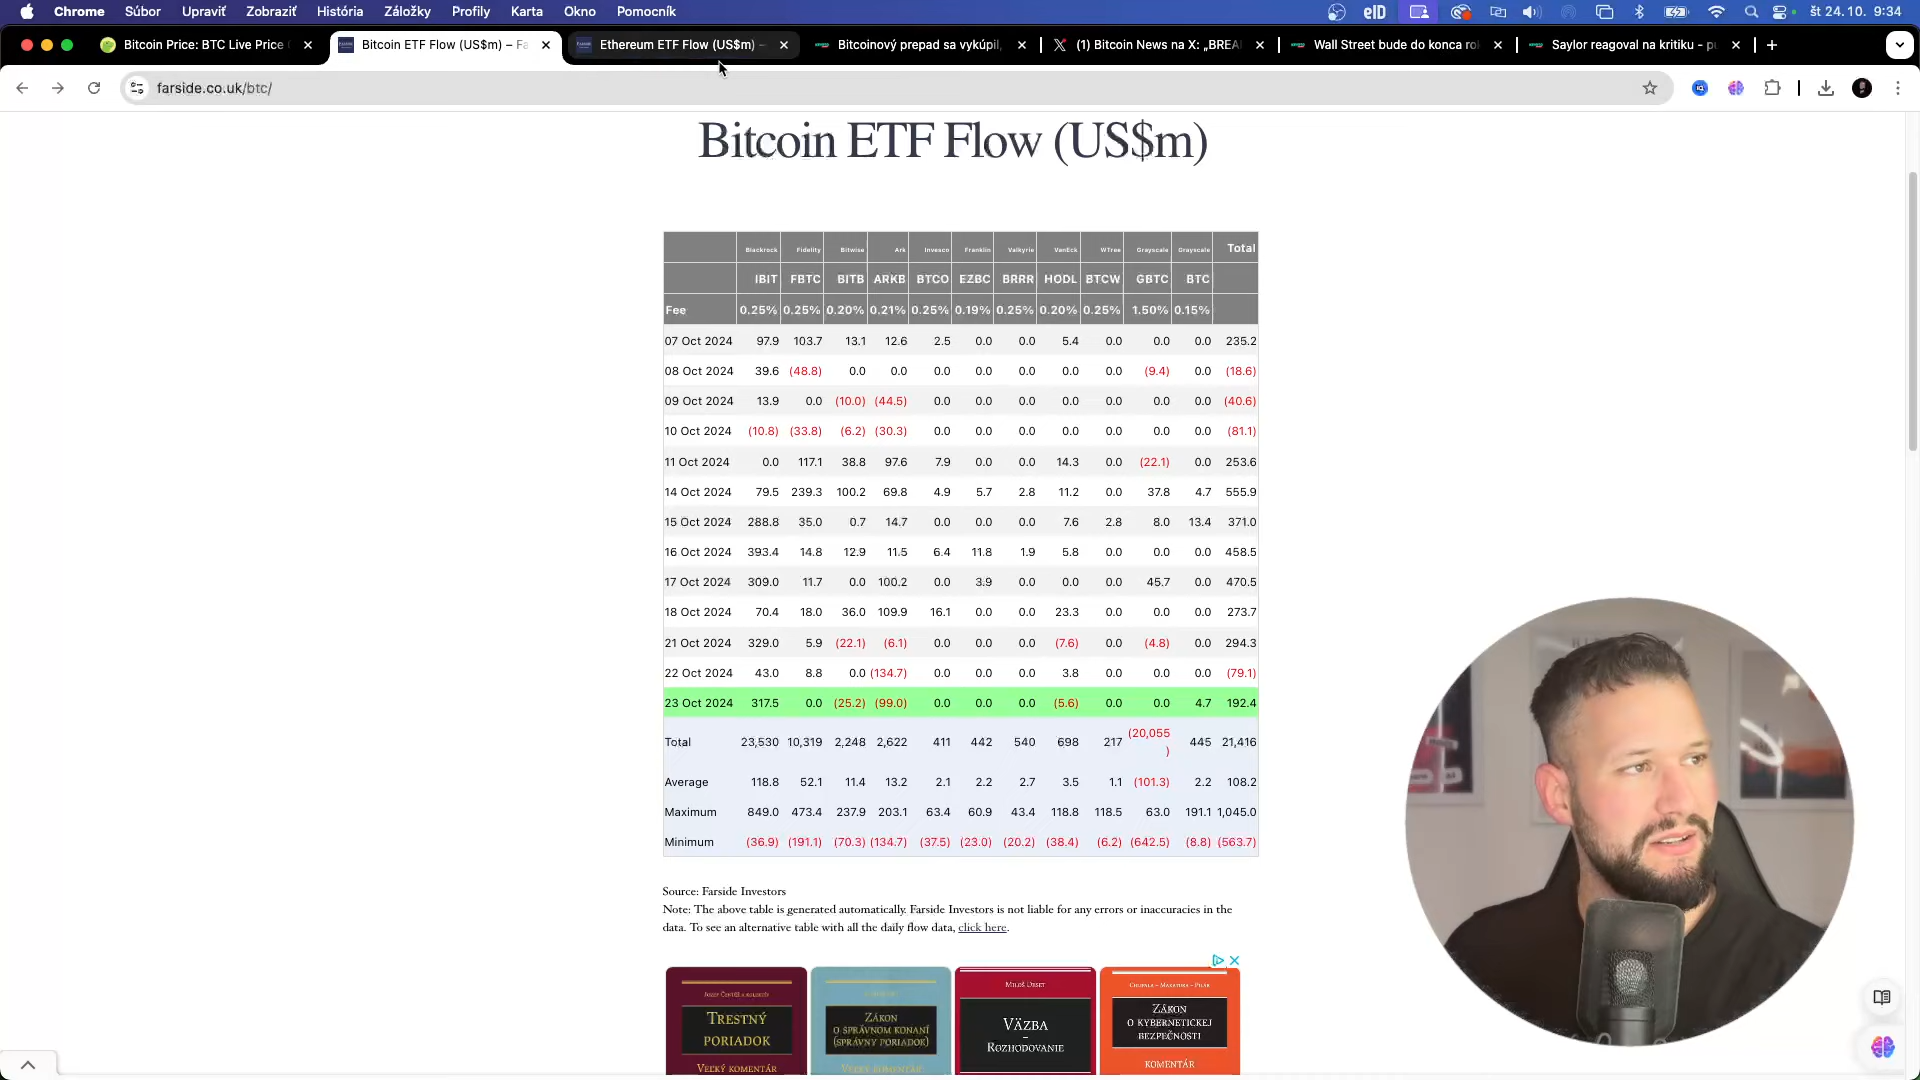 Chrome Súbor Upraviť Zobraziť História Záložky Profily Karta Okno Pomocník eID št 24. 10. 9:34
Bitcoin Price: BTC Live Price Bitcoin ETF Flow (US$m) – Fa Ethereum ETF Flow (US$m) – Bitcoinový prepad sa vykúpil, (1) Bitcoin News na X: „BREA Wall Street bude do konca ro Saylor reagoval na kritiku - pu
farside.co.uk/btc/
Bitcoin ETF Flow (US$m)
Blackrock Fidelity Bitwise Ark Invesco Franklin Valkyrie VanEck WTree Grayscale Grayscale Total
IBIT FBTC BITB ARKB BTCO EZBC BRRR HODL BTCW GBTC BTC
Fee 0.25% 0.25% 0.20% 0.21% 0.25% 0.19% 0.25% 0.20% 0.25% 1.50% 0.15%
07 Oct 2024 97.9 103.7 13.1 12.6 2.5 0.0 0.0 5.4 0.0 0.0 0.0 235.2
08 Oct 2024 39.6 (48.8) 0.0 0.0 0.0 0.0 0.0 0.0 0.0 (9.4) 0.0 (18.6)
09 Oct 2024 13.9 0.0 (10.0) (44.5) 0.0 0.0 0.0 0.0 0.0 0.0 0.0 (40.6)
10 Oct 2024 (10.8) (33.8) (6.2) (30.3) 0.0 0.0 0.0 0.0 0.0 0.0 0.0 (81.1)
11 Oct 2024 0.0 117.1 38.8 97.6 7.9 0.0 0.0 14.3 0.0 (22.1) 0.0 253.6
14 Oct 2024 79.5 239.3 100.2 69.8 4.9 5.7 2.8 11.2 0.0 37.8 4.7 555.9
15 Oct 2024 288.8 35.0 0.7 14.7 0.0 0.0 0.0 7.6 2.8 8.0 13.4 371.0
16 Oct 2024 393.4 14.8 12.9 11.5 6.4 11.8 1.9 5.8 0.0 0.0 0.0 458.5
17 Oct 2024 309.0 11.7 0.0 100.2 0.0 3.9 0.0 0.0 0.0 45.7 0.0 470.5
18 Oct 2024 70.4 18.0 36.0 109.9 16.1 0.0 0.0 23.3 0.0 0.0 0.0 273.7
21 Oct 2024 329.0 5.9 (22.1) (6.1) 0.0 0.0 0.0 (7.6) 0.0 (4.8) 0.0 294.3
22 Oct 2024 43.0 8.8 0.0 (134.7) 0.0 0.0 0.0 3.8 0.0 0.0 0.0 (79.1)
23 Oct 2024 317.5 0.0 (25.2) (99.0) 0.0 0.0 0.0 (5.6) 0.0 0.0 4.7 192.4
Total 23,530 10,319 2,248 2,622 411 442 540 698 217 (20,055) 445 21,416
Average 118.8 52.1 11.4 13.2 2.1 2.2 2.7 3.5 1.1 (101.3) 2.2 108.2
Maximum 849.0 473.4 237.9 203.1 63.4 60.9 43.4 118.8 118.5 63.0 191.1 1,045.0
Minimum (36.9) (191.1) (70.3) (134.7) (37.5) (23.0) (20.2) (38.4) (6.2) (642.5) (8.8) (563.7)
Source: Farside Investors
Note: The above table is generated automatically. Farside Investors is not liable for any errors or inaccuracies in the
data. To see an alternative table with all the daily flow data, click here.
TRESTNÝ
PORIADOK
VEĽKÝ KOMENTÁR
ZÁKON
O SPRÁVNOM KONANÍ
(SPRÁVNY PORIADOK)
VEĽKÝ KOMENTÁR
VÄZBA
–
ROZHODOVANIE
ZÁKON
O KYBERNETICKEJ
BEZPEČNOSTI
KOMENTÁR